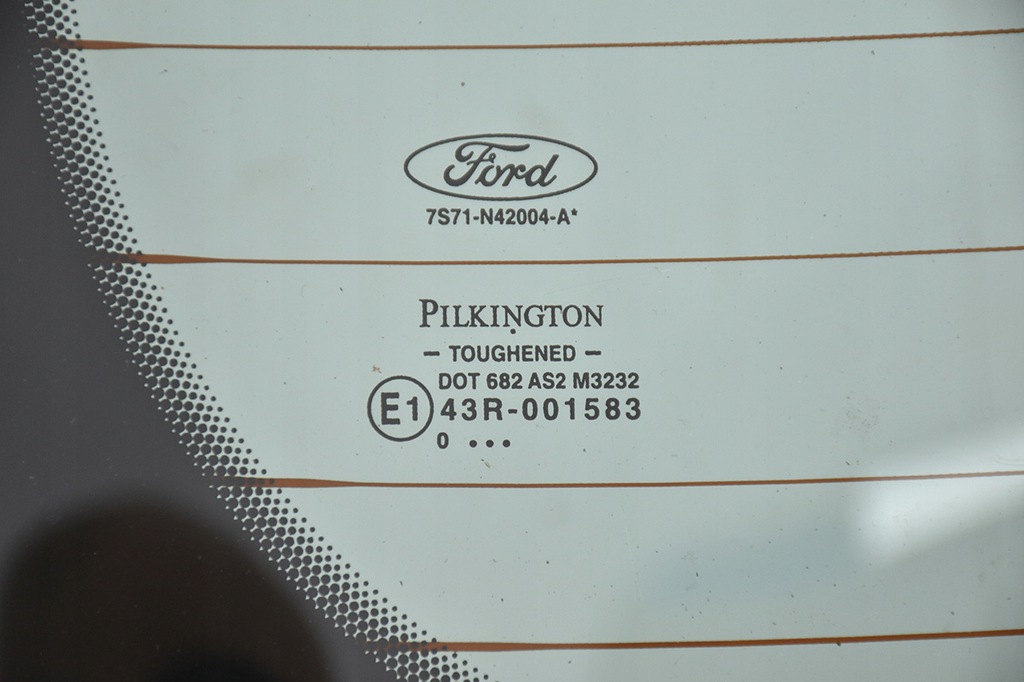 Ford
7S71-N42004-A*
PILKINGTON
- TOUGHENED -
DOT 682 AS2 M3232
E1 43R-001583
0 ...